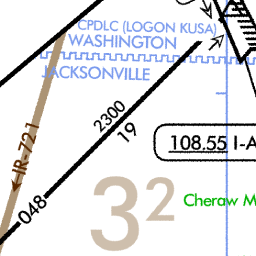 CPDLC (LOGON KUSA)
WASHINGTON
JACKSONVILLE
2300
19
IR-721
108.55 I-A
048
3²
Cheraw M